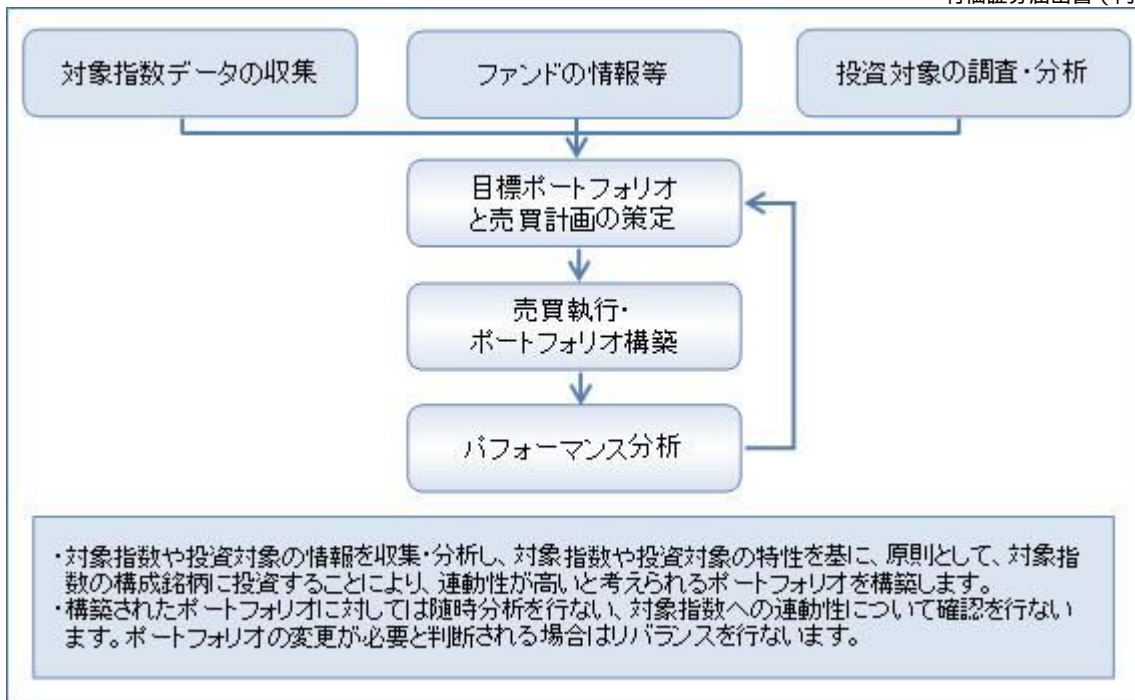 対象指数データの収集
ファンドの情報等
投資対象の調査・分析
目標ポートフォリオ
と売買計画の策定
売買執行・
ポートフォリオ構築
パフォーマンス分析
・対象指数や投資対象の情報を収集・分析し、対象指数や投資対象の特性を基に、原則として、対象指
数の構成銘柄に投資することにより、連動性が高いと考えられるポートフォリオを構築します。
・構築されたポートフォリオに対しては随時分析を行ない、対象指数への連動性について確認を行ない
ます。ポートフォリオの変更が必要と判断される場合はリバランスを行ないます。